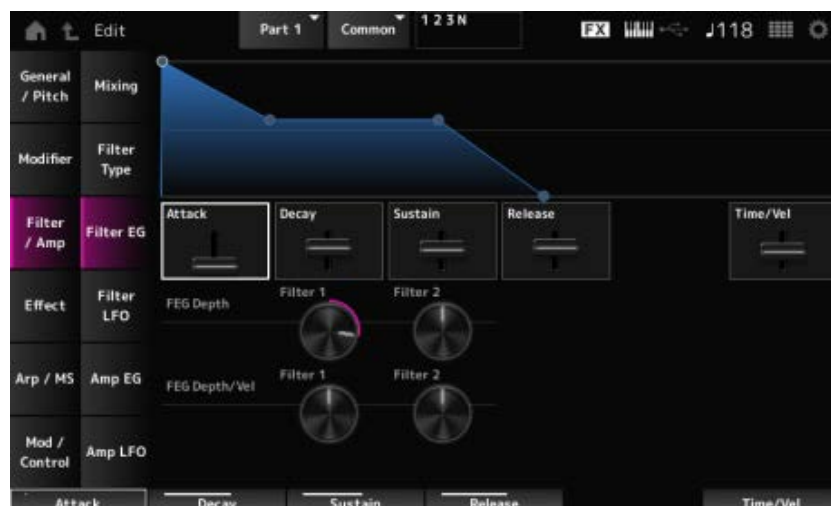 Edit
Part 1
Common
1 2 3 N
FX
♩118
General
/ Pitch
Mixing
Modifier
Filter
Type
Filter
/ Amp
Filter EG
Effect
Filter
LFO
Arp / MS
Amp EG
Mod /
Control
Amp LFO
Attack
Decay
Sustain
Release
Time/Vel
FEG Depth
Filter 1
Filter 2
FEG Depth/Vel
Filter 1
Filter 2
Attack
Decay
Sustain
Release
Time/Vel